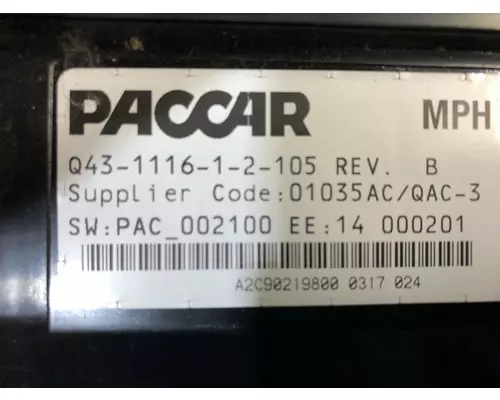 PACCAR MPH
Q43-1116-1-2-105 REV. B
Supplier Code:01035AC/QAC-3
SW:PAC_002100 EE:14 000201
A2C90219800 0317 024